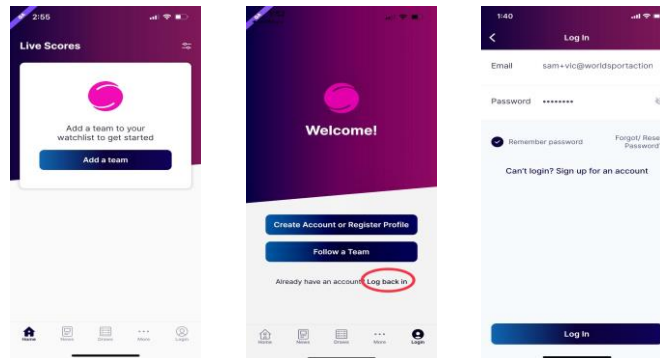 2:55
Live Scores
Add a team to your
watchlist to get started
Add a team
Home
News
Draws
More
Login
Welcome!
Create Account or Register Profile
Follow a Team
Already have an account
Log back in
Home
News
Draws
More
Login
1:40
Log In
Email
sam+vic@worldsportaction
Password
••••••••
Remember password
Forgot/ Rese
Password
Can't login? Sign up for an account
Log In